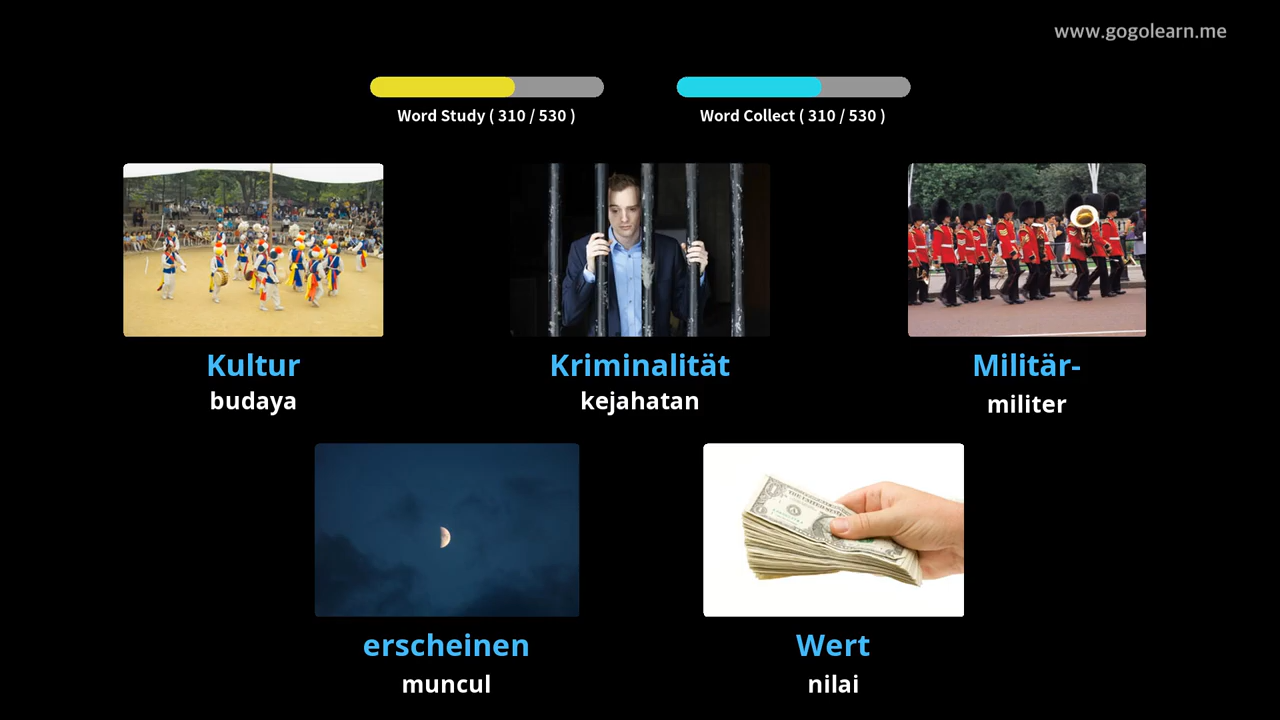 www.gogolearn.me
Word Study ( 310 / 530 )
Word Collect ( 310 / 530 )
Kultur
budaya
Kriminalität
kejahatan
Militär-
militer
erscheinen
muncul
Wert
nilai